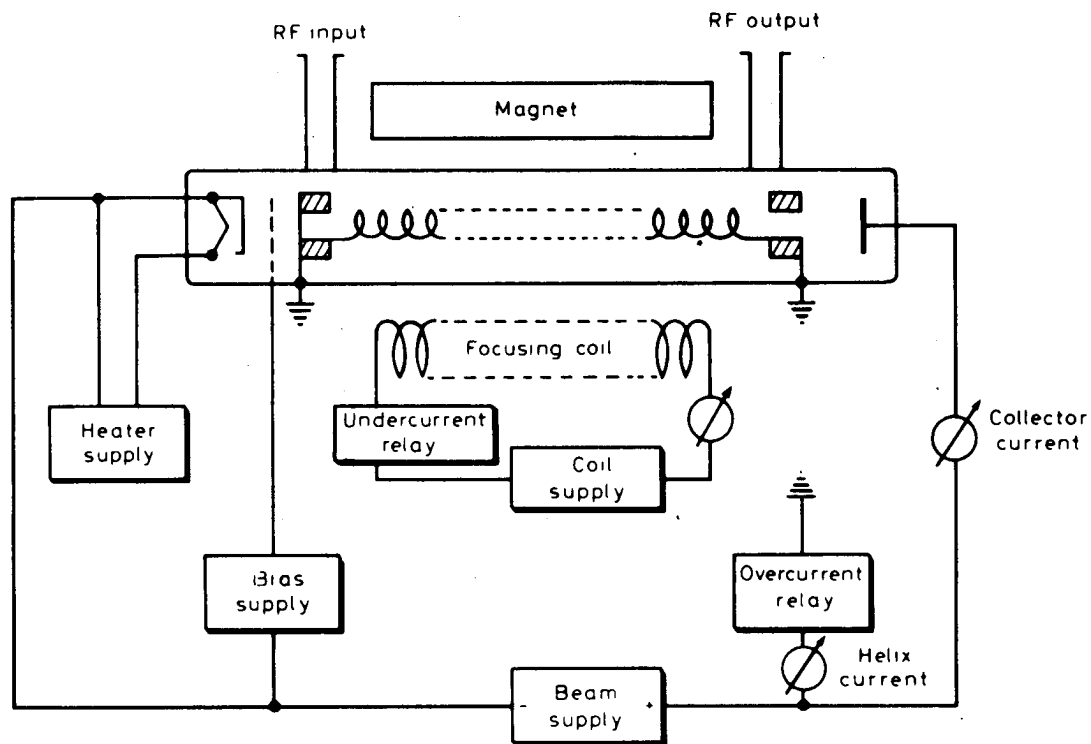 RF input
RF output
Magnet
Focusing coil
Heater
supply
Undercurrent
relay
Coil
supply
Collector
current
Bias
supply
Overcurrent
relay
Helix
current
- Beam +
supply